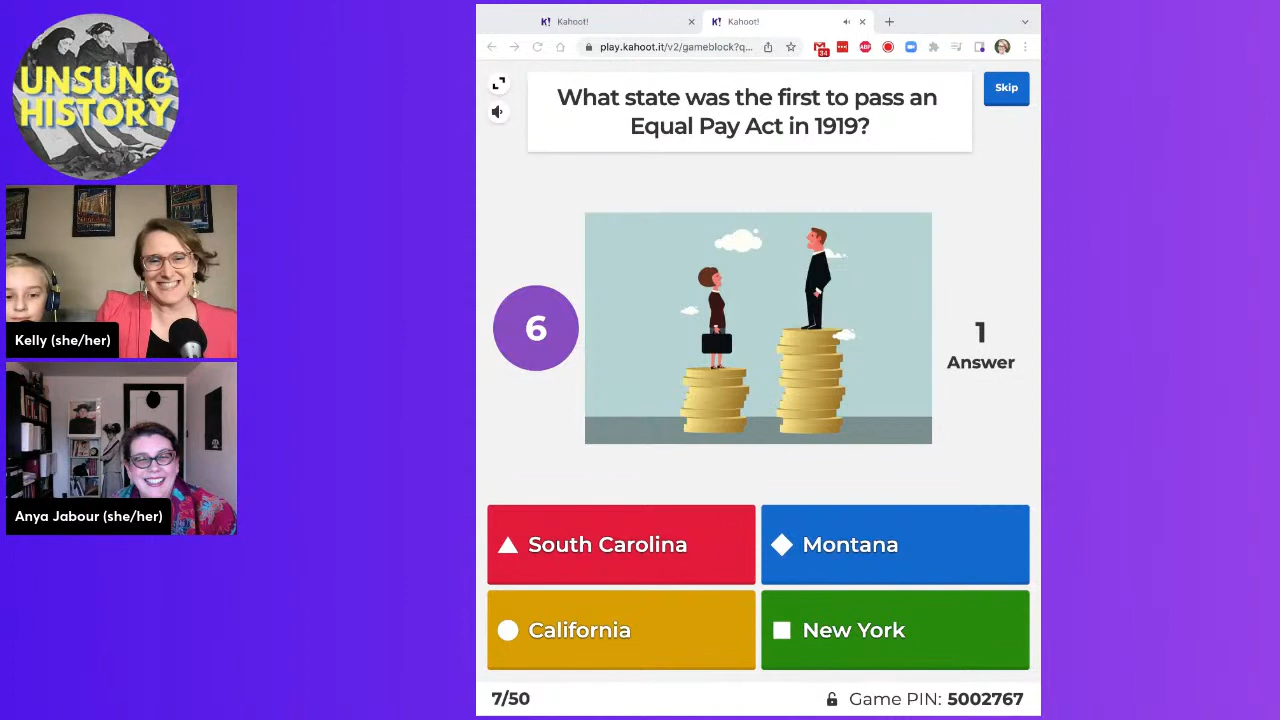 UNSUNG
HISTORY
Kelly (she/her)
Anya Jabour (she/her)
K! Kahoot!
K! Kahoot!
play.kahoot.it/v2/gameblock?q...
34
ABP
What state was the first to pass an
Equal Pay Act in 1919?
Skip
6
1
Answer
South Carolina
Montana
California
New York
7/50
Game PIN: 5002767